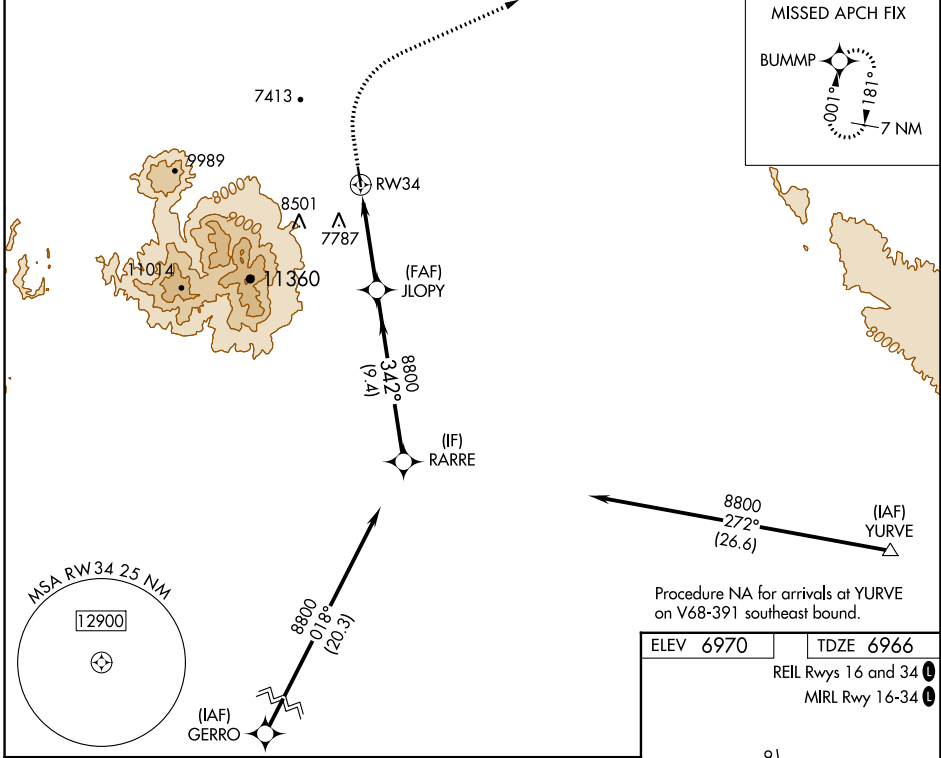 MISSED APCH FIX
BUMMP
001°
181°
7 NM
7413
9989
RW34
8000
9000
8501
7787
11014
11360
(FAF)
JLOPY
8000
8800
342°
(9.4)
(IF)
RARRE
8800
272°
(26.6)
(IAF)
YURVE
MSA RW34 25 NM
12900
8800
018°
(20.3)
(IAF)
GERRO
Procedure NA for arrivals at YURVE
on V68-391 southeast bound.
ELEV 6970
TDZE 6966
REIL Rwys 16 and 34 L
MIRL Rwy 16-34 L